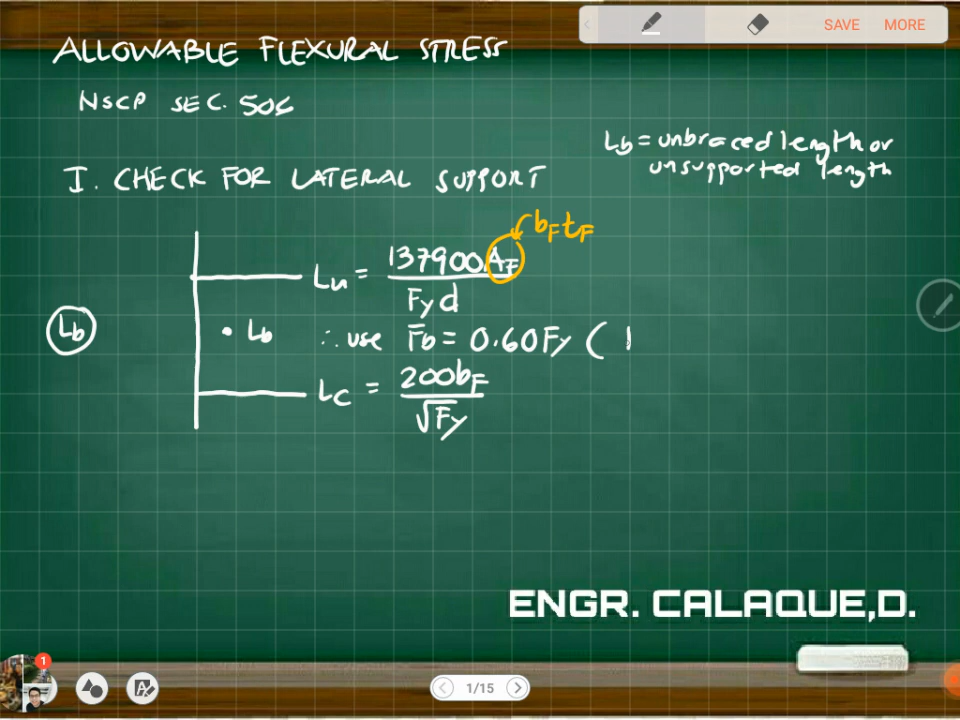 SAVE MORE
ALLOWABLE FLEXURAL STRESS
NSCP SEC. 506
Lb = unbraced length or
unsupported length
I. CHECK FOR LATERAL SUPPORT
bFtF
Lu = 137900AF
Fyd
Lb
• Lb ∴ use Fb = 0.60Fy (
LC = 200bF
√Fy
ENGR. CALAQUE,D.
1
1/15